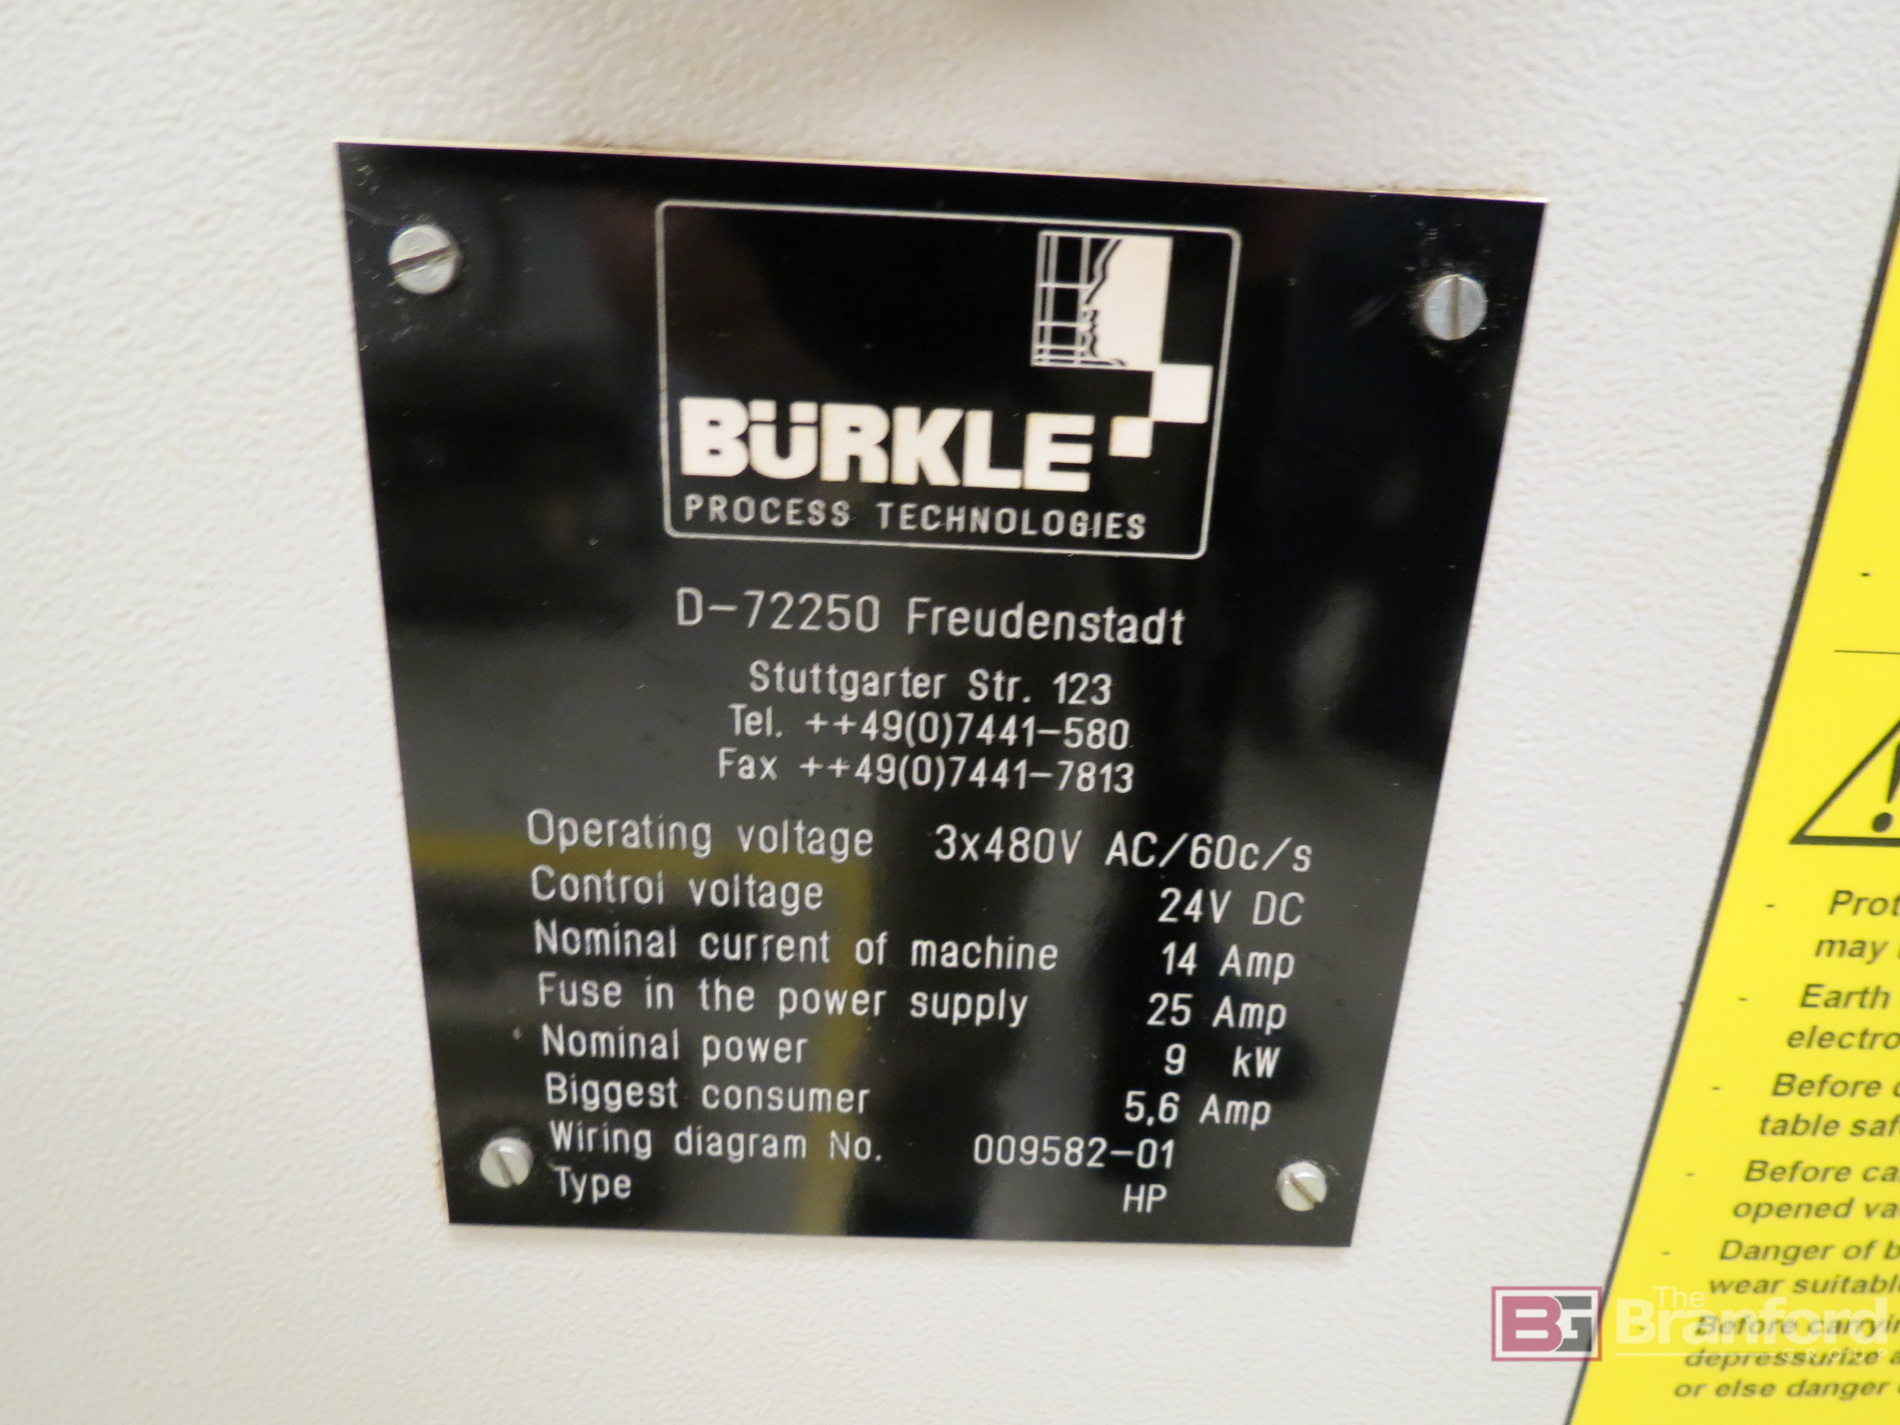 BÜRKLE
PROCESS TECHNOLOGIES
D-72250 Freudenstadt
Stuttgarter Str. 123
Tel. ++49(0)7441-580
Fax ++49(0)7441-7813
Operating voltage 3x480V AC/60c/s
Control voltage 24V DC
Nominal current of machine 14 Amp
Fuse in the power supply 25 Amp
Nominal power 9 kW
Biggest consumer 5,6 Amp
Wiring diagram No. 009582-01
Type HP
-
- Prot
may
- Earth
electro
- Before
table saf
- Before ca
opened va
- Danger of b
wear suitabl
- Before carryin
depressurize a
or else danger
BG The
Branford
GROUP